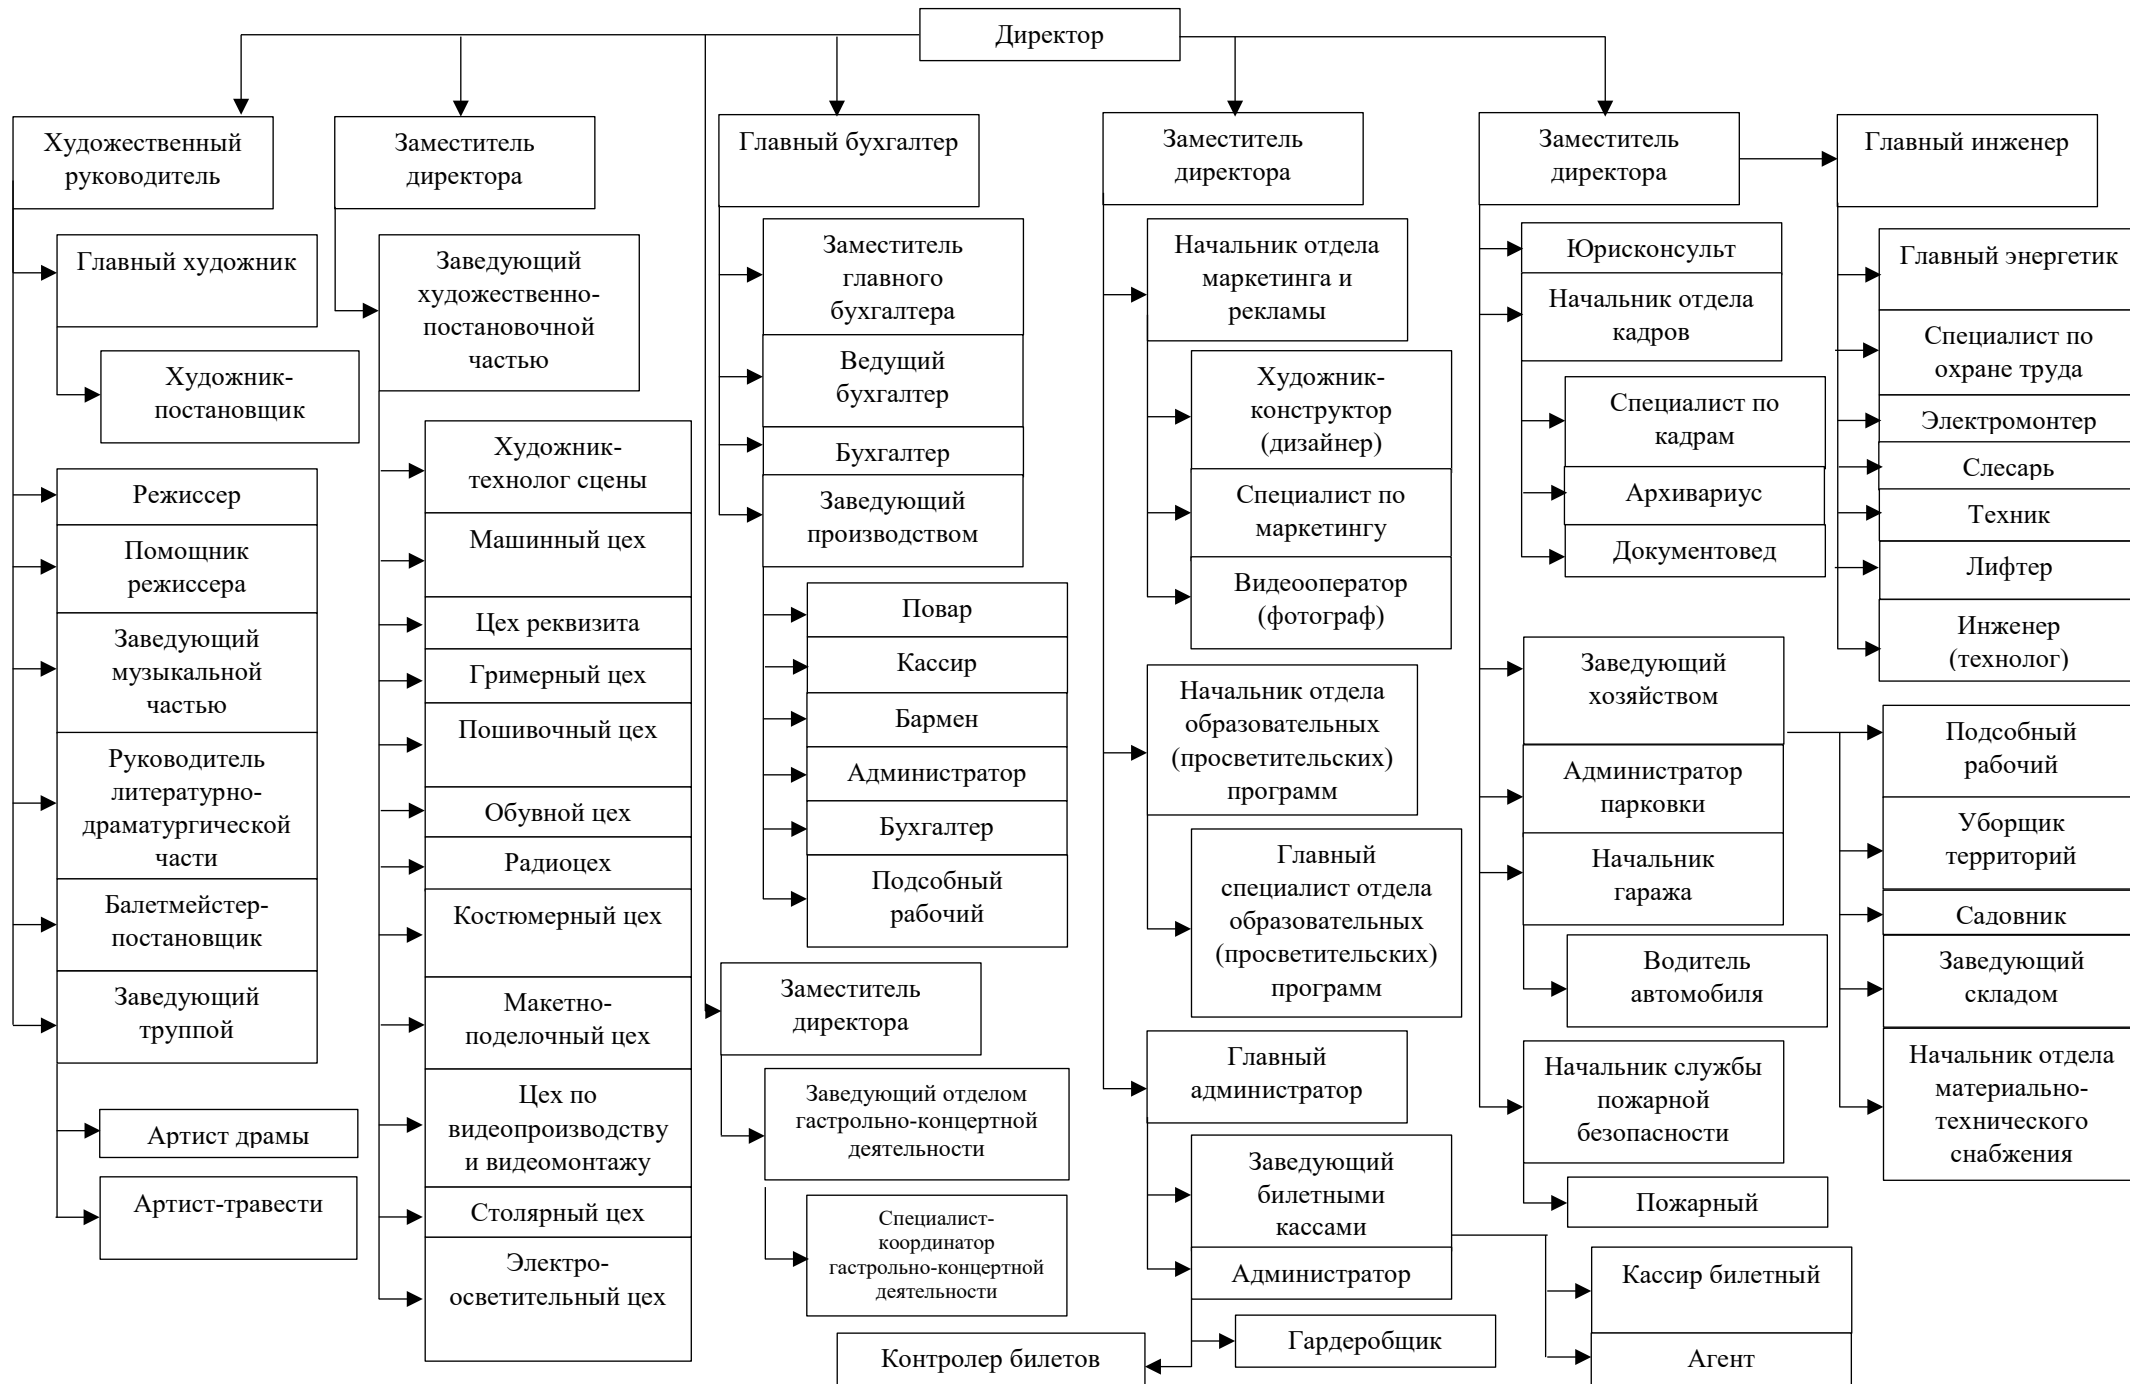 Директор
Художественный
руководитель
Главный художник
Художник-
постановщик
Режиссер
Помощник
режиссера
Заведующий
музыкальной
частью
Руководитель
литературно-
драматургической
части
Балетмейстер-
постановщик
Заведующий
труппой
Артист драмы
Артист-травести
Заместитель
директора
Заведующий
художественно-
постановочной
частью
Художник-
технолог сцены
Машинный цех
Цех реквизита
Гримерный цех
Пошивочный цех
Обувной цех
Радиоцех
Костюмерный цех
Макетно-
поделочный цех
Цех по
видеопроизводству
и видеомонтажу
Столярный цех
Электро-
осветительный цех
Главный бухгалтер
Заместитель
главного
бухгалтера
Ведущий
бухгалтер
Бухгалтер
Заведующий
производством
Повар
Кассир
Бармен
Администратор
Бухгалтер
Подсобный
рабочий
Заместитель
директора
Заведующий отделом
гастрольно-концертной
деятельности
Специалист-
координатор
гастрольно-концертной
деятельности
Заместитель
директора
Начальник отдела
маркетинга и
рекламы
Художник-
конструктор
(дизайнер)
Специалист по
маркетингу
Видеооператор
(фотограф)
Начальник отдела
образовательных
(просветительских)
программ
Главный
специалист отдела
образовательных
(просветительских)
программ
Главный
администратор
Заведующий
билетными
кассами
Администратор
Гардеробщик
Контролер билетов
Кассир билетный
Агент
Заместитель
директора
Юрисконсульт
Начальник отдела
кадров
Специалист по
кадрам
Архивариус
Документовед
Заведующий
хозяйством
Администратор
парковки
Начальник
гаража
Водитель
автомобиля
Начальник службы
пожарной
безопасности
Пожарный
Главный инженер
Главный энергетик
Специалист по
охране труда
Электромонтер
Слесарь
Техник
Лифтер
Инженер
(технолог)
Подсобный
рабочий
Уборщик
территорий
Садовник
Заведующий
складом
Начальник отдела
материально-
технического
снабжения